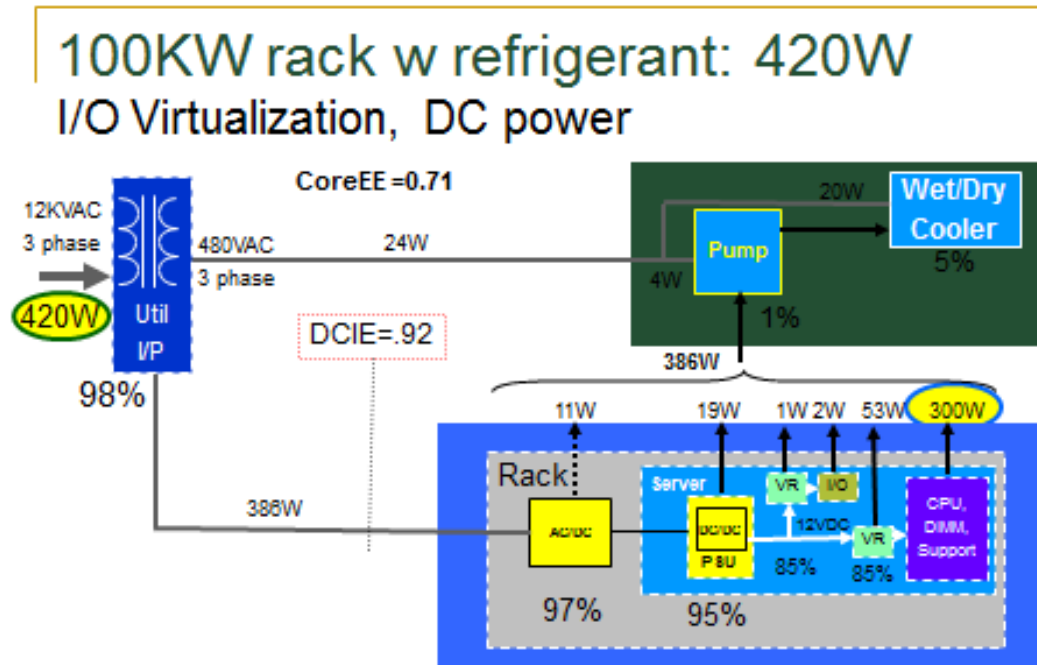 100KW rack w refrigerant: 420W
I/O Virtualization, DC power
CoreEE =0.71
12KVAC
3 phase
420W
Util
I/P
98%
480VAC
3 phase
24W
20W
4W
Pump
1%
Wet/Dry
Cooler
5%
DCIE=.92
386W
386W
11W
19W
1W 2W
53W
300W
Rack
AC/DC
97%
Server
DC/DC
PSU
95%
VR
I/O
12VDC
85%
VR
85%
CPU,
DIMM,
Support